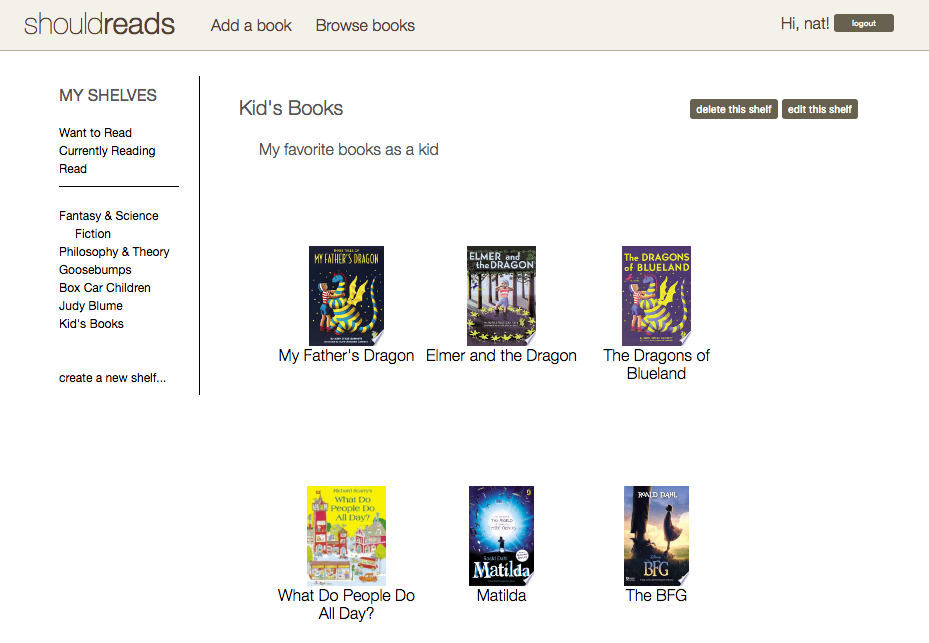 shouldreads
Add a book
Browse books
Hi, nat!
logout
MY SHELVES
Want to Read
Currently Reading
Read
Fantasy & Science
Fiction
Philosophy & Theory
Goosebumps
Box Car Children
Judy Blume
Kid's Books
create a new shelf...
Kid's Books
delete this shelf
edit this shelf
My favorite books as a kid
THREE TALES OF
MY FATHER'S DRAGON
My Father's Dragon
ELMER and
the DRAGON
Elmer and the Dragon
The DRAGONS
of BLUELAND
The Dragons of
Blueland
Richard Scarry's
What Do
People Do
All Day?
What Do People Do
All Day?
Roald Dahl
Matilda
Matilda
ROALD DAHL
BFG
The BFG